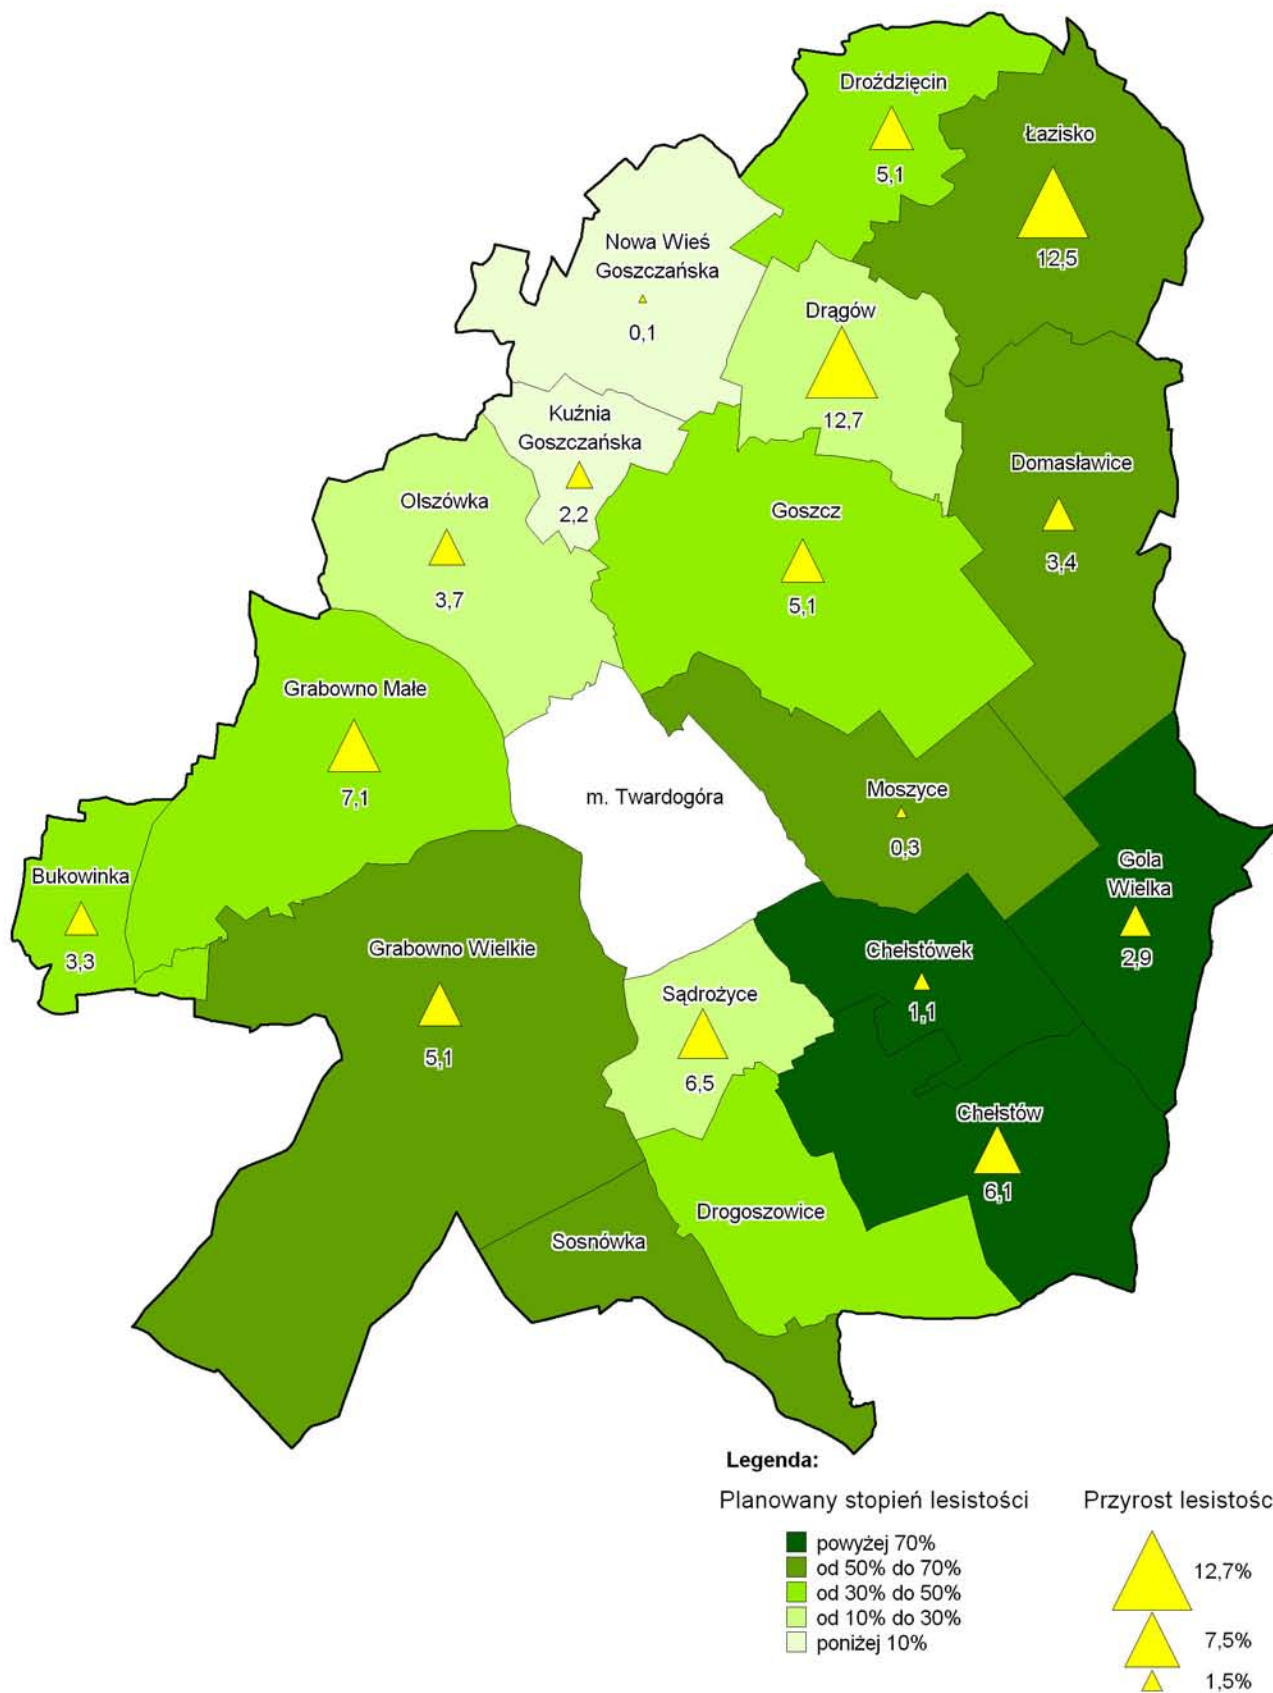 Droździęcin
5,1
Łazisko
12,5
Nowa Wieś
Goszczańska
0,1
Drągów
12,7
Kuźnia
Goszczańska
2,2
Domasławice
3,4
Olszówka
3,7
Goszcz
5,1
Grabowno Małe
7,1
m. Twardogóra
Moszyce
0,3
Gola
Wielka
2,9
Bukowinka
3,3
Grabowno Wielkie
5,1
Chełstówek
1,1
Sądrożyce
6,5
Chełstów
6,1
Drogoszowice
Sosnówka
Legenda:
Planowany stopień lesistości
powyżej 70%
od 50% do 70%
od 30% do 50%
od 10% do 30%
poniżej 10%
Przyrost lesistośc
12,7%
7,5%
1,5%